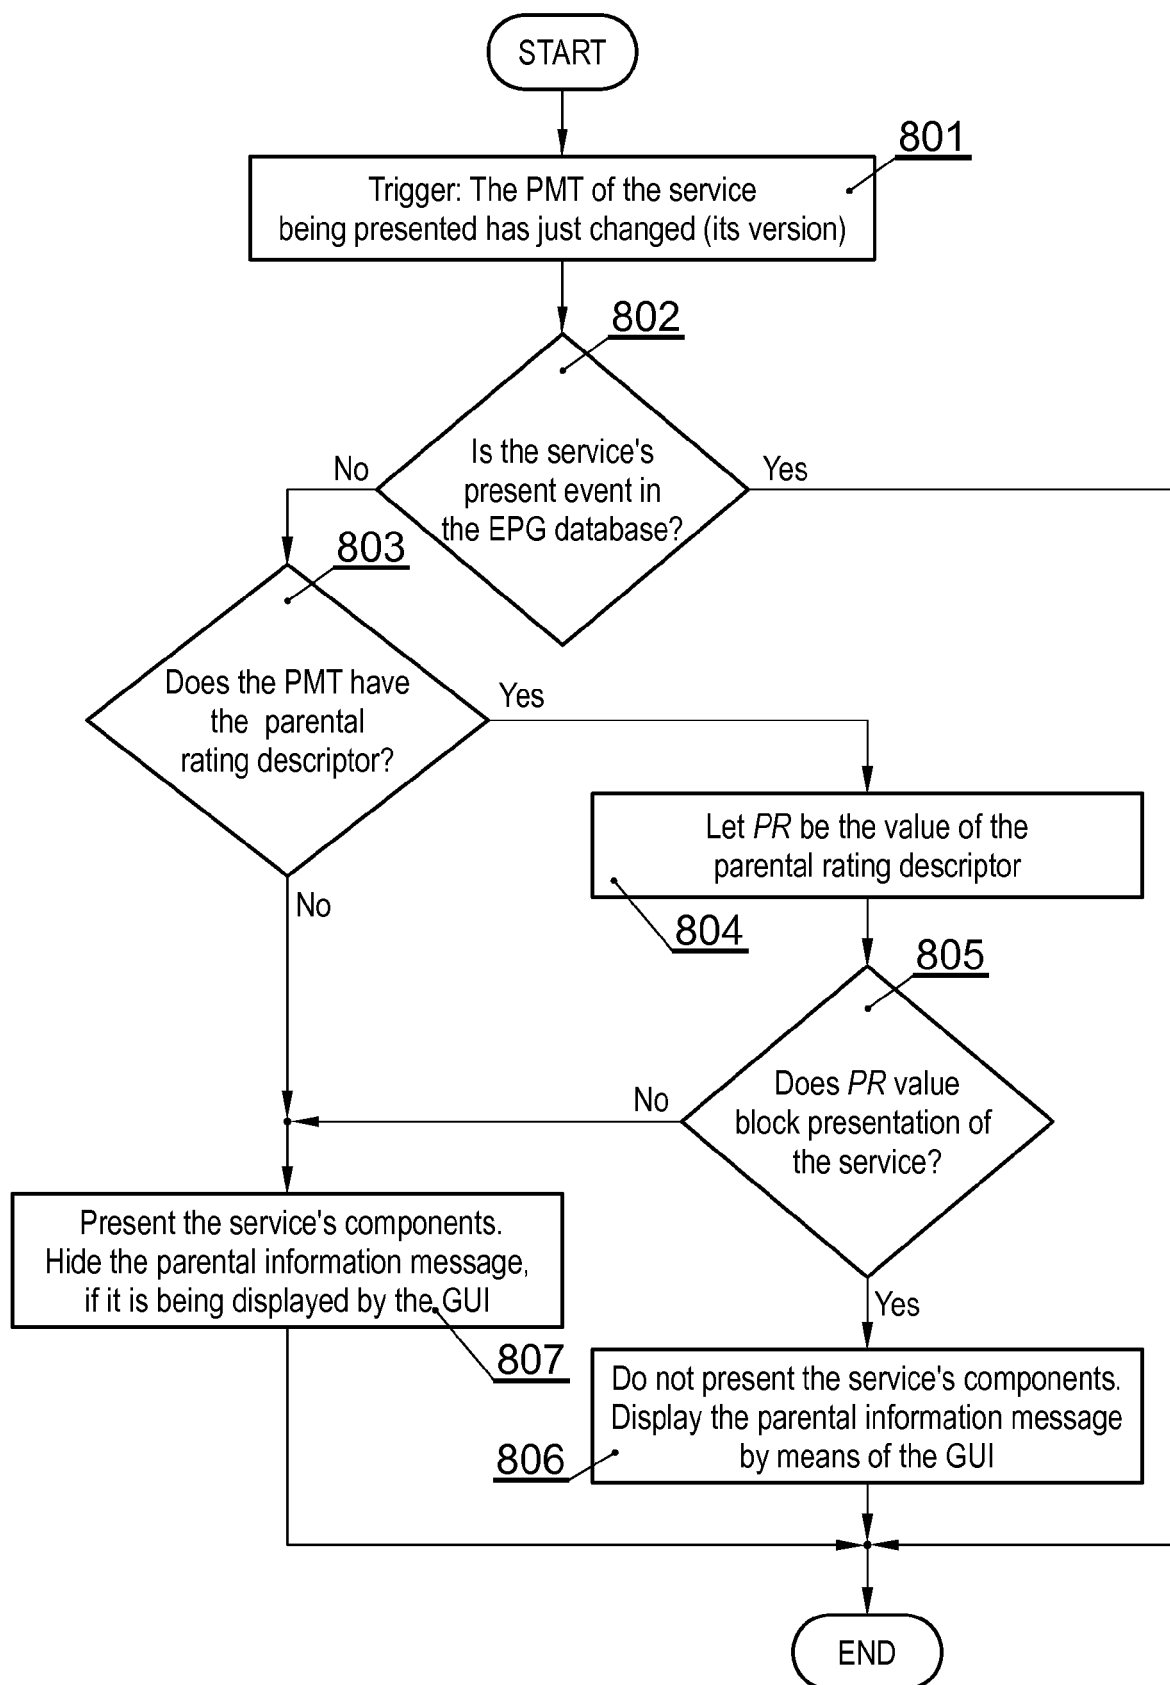 START
801
Trigger: The PMT of the service
being presented has just changed (its version)
802
Is the service's
present event in
the EPG database?
No
Yes
803
Does the PMT have
the parental
rating descriptor?
Yes
No
Let PR be the value of the
parental rating descriptor
804
805
Does PR value
block presentation of
the service?
No
Yes
Present the service's components.
Hide the parental information message,
if it is being displayed by the GUI
807
Do not present the service's components.
Display the parental information message
by means of the GUI
806
END